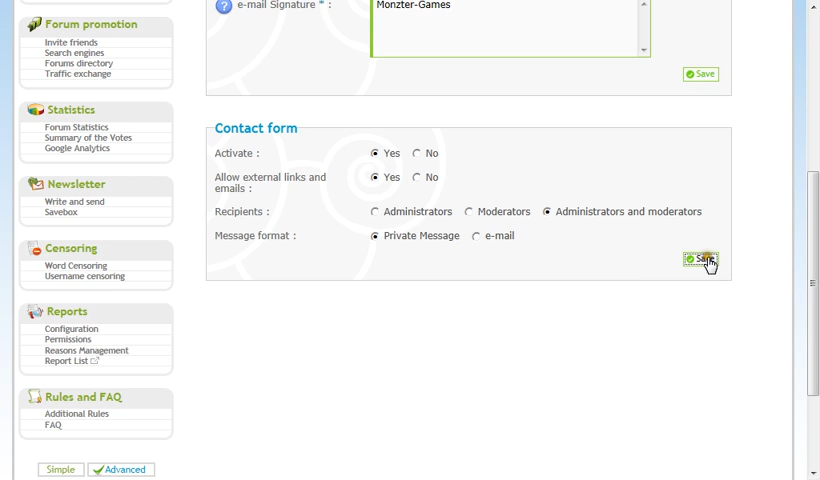 Forum promotion
Invite friends
Search engines
Forums directory
Traffic exchange
Statistics
Forum Statistics
Summary of the Votes
Google Analytics
Newsletter
Write and send
Savebox
Censoring
Word Censoring
Username censoring
Reports
Configuration
Permissions
Reasons Management
Report List
Rules and FAQ
Additional Rules
FAQ
Simple Advanced
e-mail Signature * : Monzter-Games
Save
Contact form
Activate : Yes No
Allow external links and
emails : Yes No
Recipients : Administrators Moderators Administrators and moderators
Message format : Private Message e-mail
Save